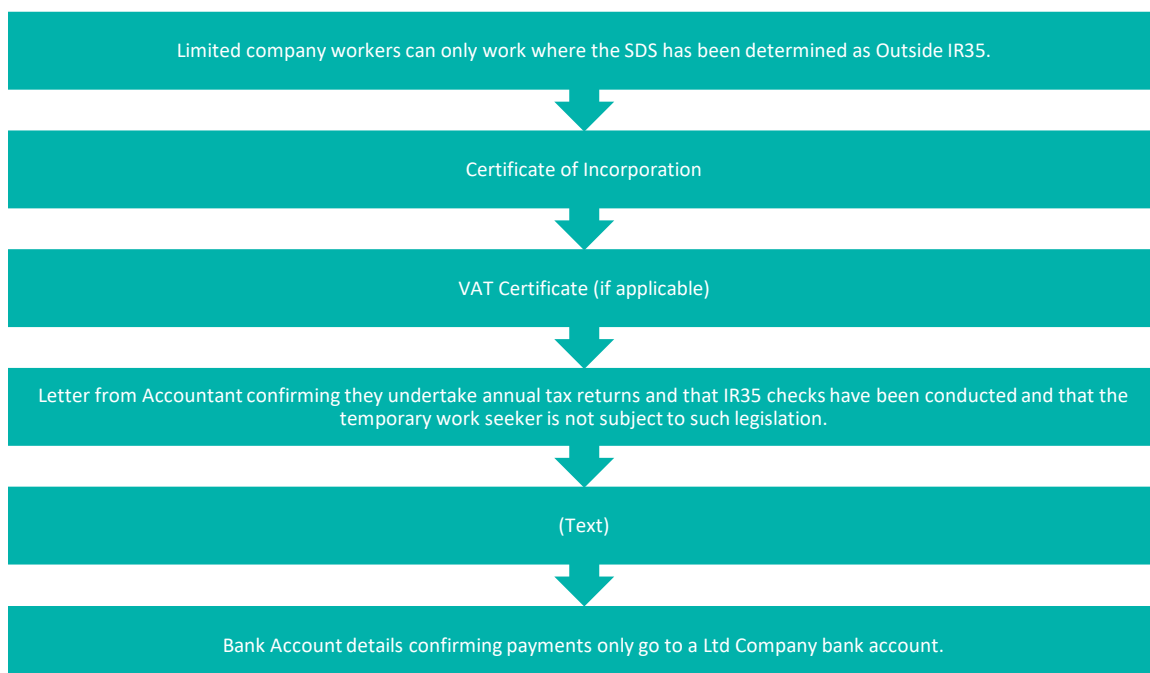 Limited company workers can only work where the SDS has been determined as Outside IR35.
Certificate of Incorporation
VAT Certificate (if applicable)
Letter from Accountant confirming they undertake annual tax returns and that IR35 checks have been conducted and that the
temporary work seeker is not subject to such legislation.
(Text)
Bank Account details confirming payments only go to a Ltd Company bank account.